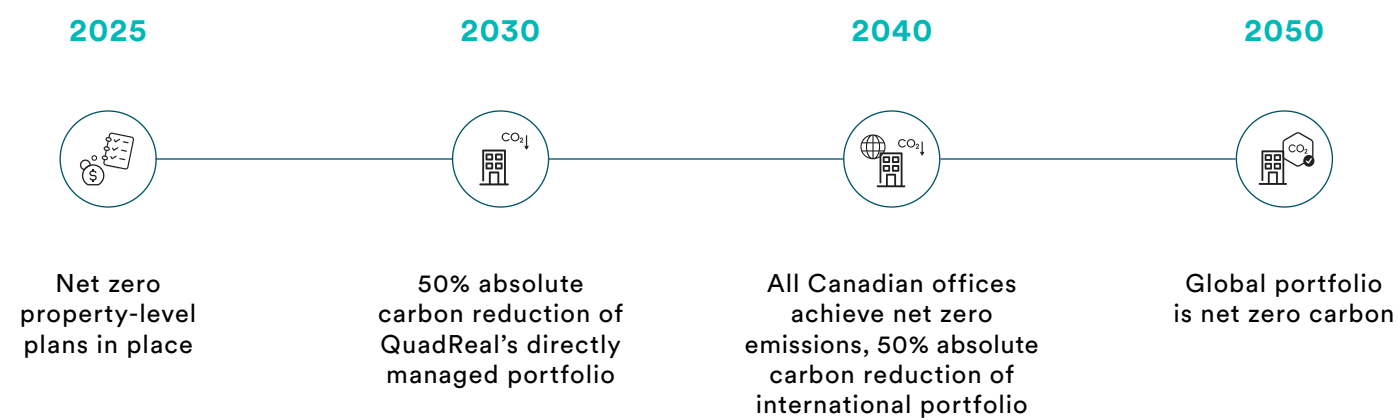 2025
2030
2040
2050
$
CO₂
CO₂
CO₂
Net zero
property-level
plans in place
50% absolute
carbon reduction of
QuadReal’s directly
managed portfolio
All Canadian offices
achieve net zero
emissions, 50% absolute
carbon reduction of
international portfolio
Global portfolio
is net zero carbon